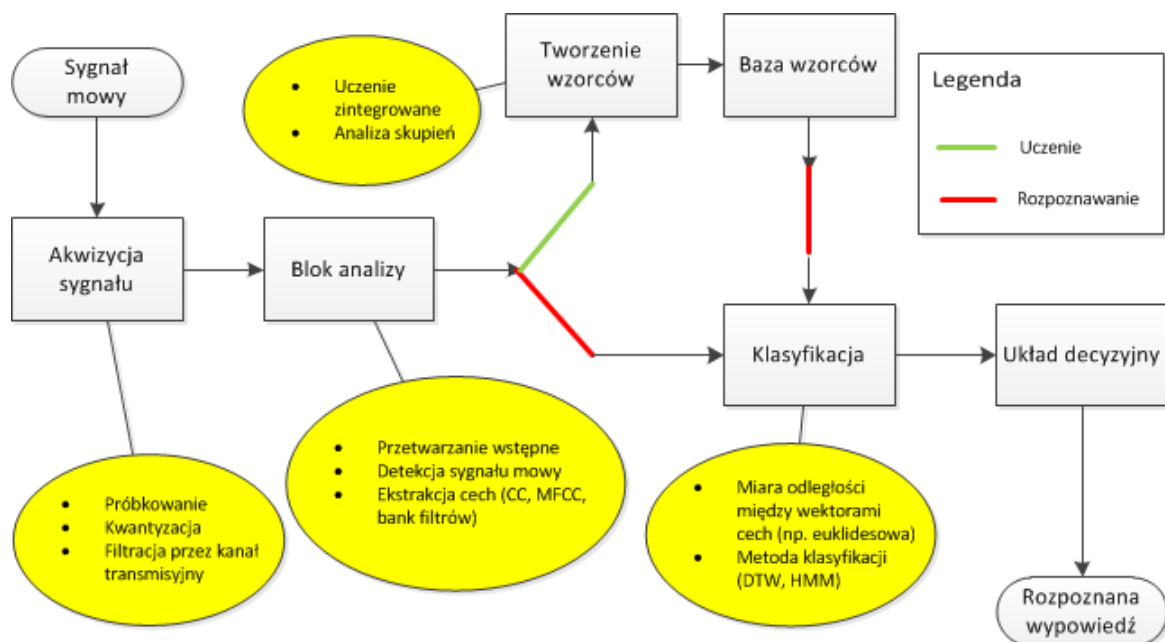 Sygnał
mowy
Uczenie
zintegrowane
Analiza skupień
Tworzenie
wzorców
Baza wzorców
Legenda
Uczenie
Rozpoznawanie
Akwizycja
sygnału
Blok analizy
Klasyfikacja
Układ decyzyjny
Próbkowanie
Kwantyzacja
Filtracja przez kanał
transmisyjny
Przetwarzanie wstępne
Detekcja sygnału mowy
Ekstrakcja cech (CC, MFCC,
bank filtrów)
Miara odległości
między wektorami
cech (np. euklidesowa)
Metoda klasyfikacji
(DTW, HMM)
Rozpoznana
wypowiedź